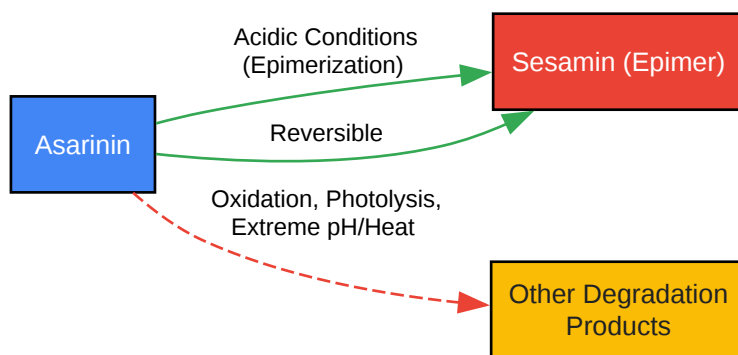 Acidic Conditions
(Epimerization)
Sesamin (Epimer)
Asarinin
Reversible
Oxidation, Photolysis,
Extreme pH/Heat
Other Degradation
Products